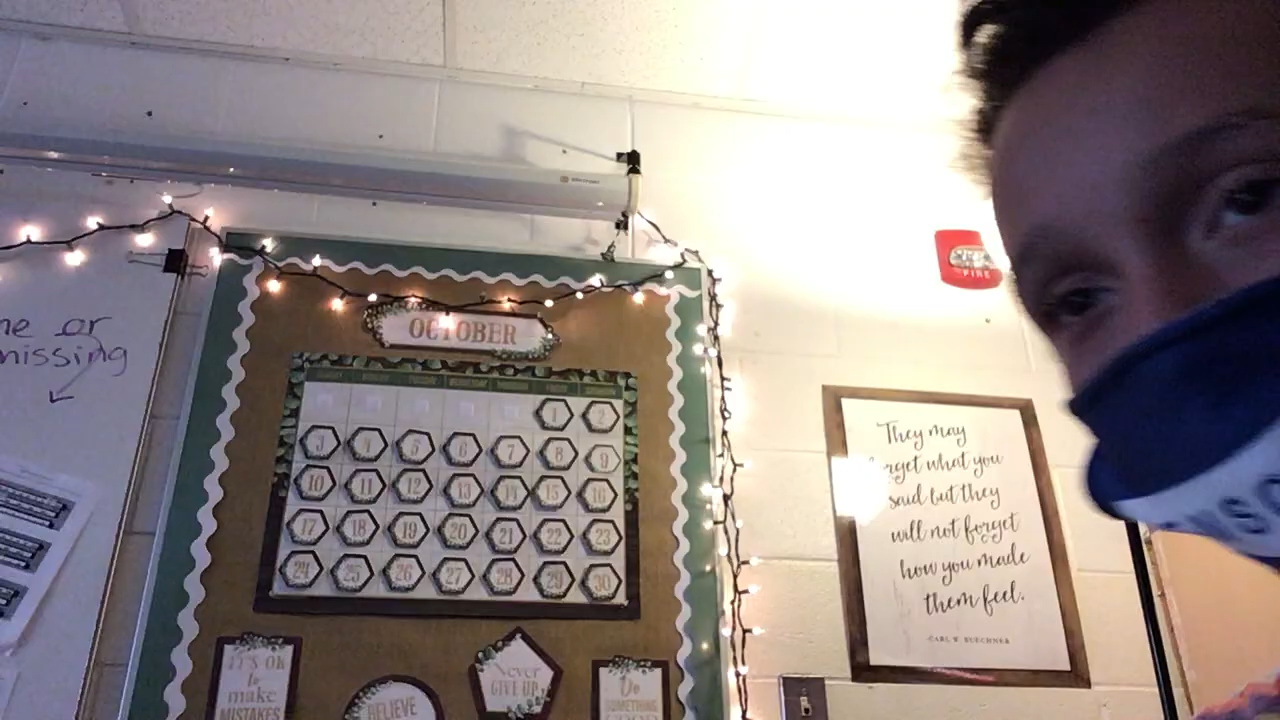 ne or
missing
OCTOBER
1 2
3 4 5 6 7 8 9
10 11 12 13 14 15 16
17 18 19 20 21 22 23
24 25 26 27 28 29 30
IT'S OK
to
make
MISTAKES
BELIEVE
Never
GIVE UP
Do
SOMETHING
FIRE
They may
forget what you
said but they
will not forget
how you made
them feel.
-CARL W. BUECHNER
NSO